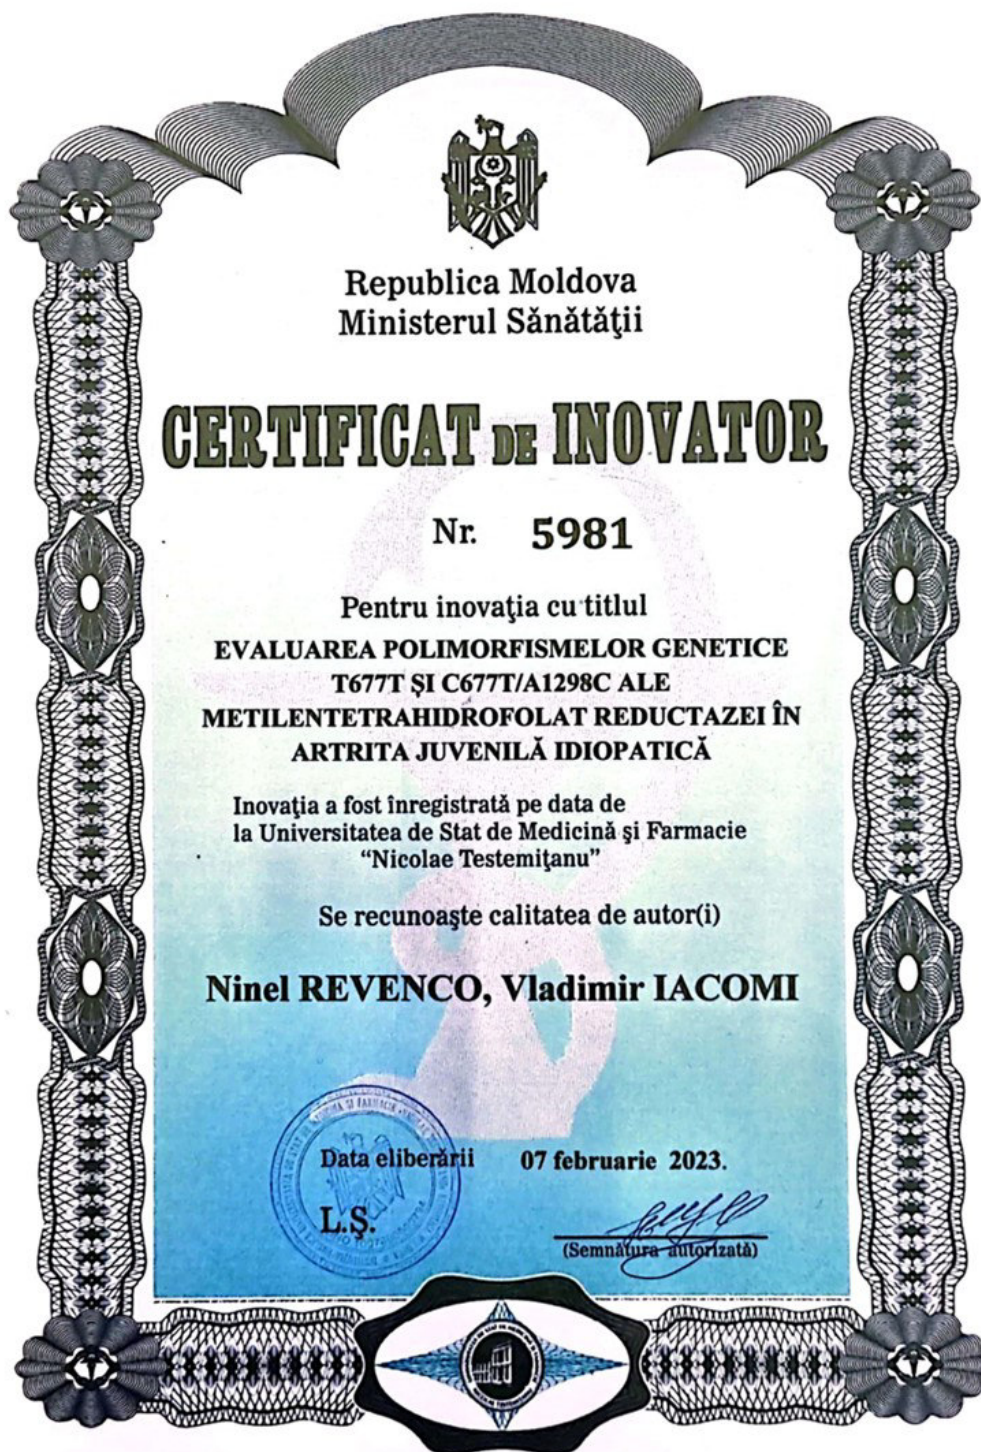 Republica Moldova
Ministerul Sănătăţii
CERTIFICAT DE INOVATOR
Nr. 5981
Pentru inovaţia cu titlul
EVALUAREA POLIMORFISMELOR GENETICE
T677T ŞI C677T/A1298C ALE
METILENTETRAHIDROFOLAT REDUCTAZEI ÎN
ARTRITA JUVENILĂ IDIOPATICĂ
Inovaţia a fost înregistrată pe data de
la Universitatea de Stat de Medicină şi Farmacie
“Nicolae Testemiţanu”
Se recunoaşte calitatea de autor(i)
Ninel REVENCO, Vladimir IACOMI
Data eliberării 07 februarie 2023.
L.Ş.
(Semnătura autorizată)